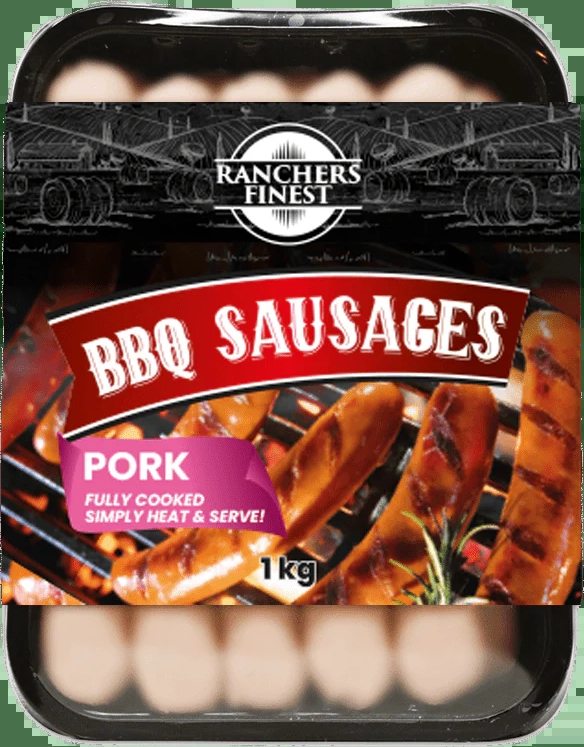 RANCHERS
FINEST
BBQ SAUSAGES
PORK
FULLY COOKED
SIMPLY HEAT & SERVE!
1kg